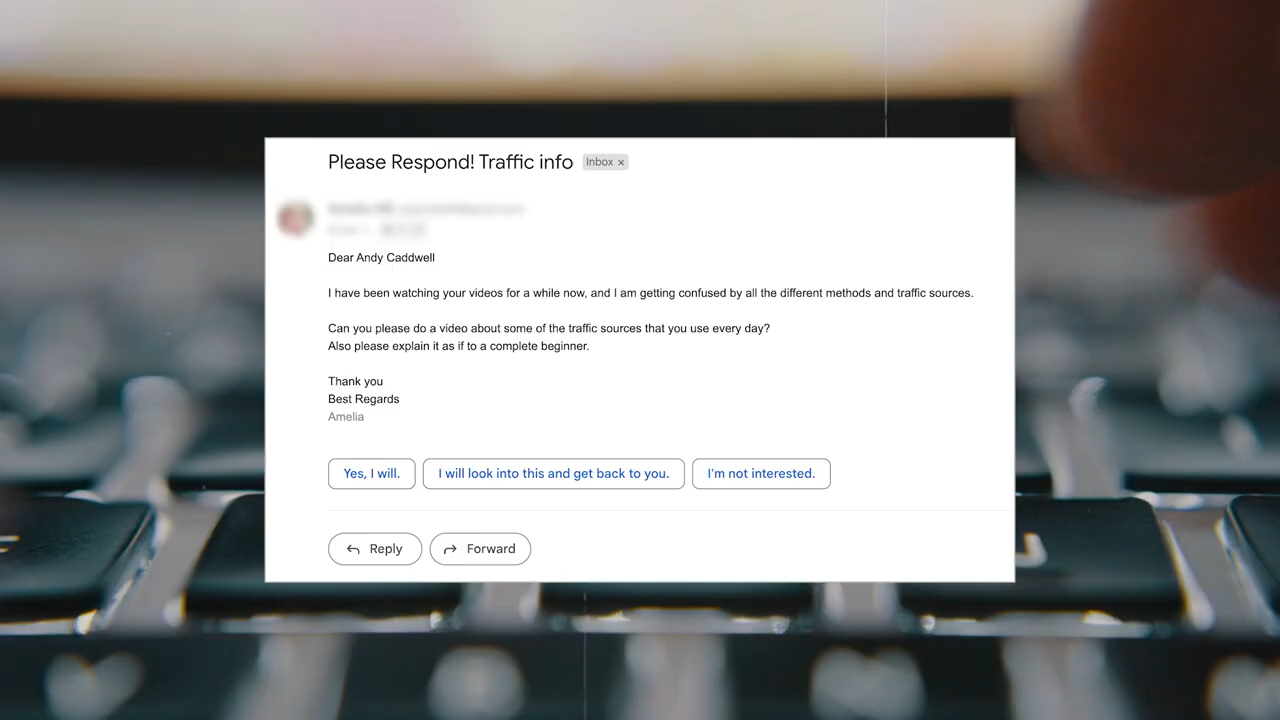 Please Respond! Traffic info Inbox ×
Dear Andy Caddwell
I have been watching your videos for a while now, and I am getting confused by all the different methods and traffic sources.
Can you please do a video about some of the traffic sources that you use every day?
Also please explain it as if to a complete beginner.
Thank you
Best Regards
Amelia
Yes, I will. I will look into this and get back to you. I'm not interested.
Reply Forward